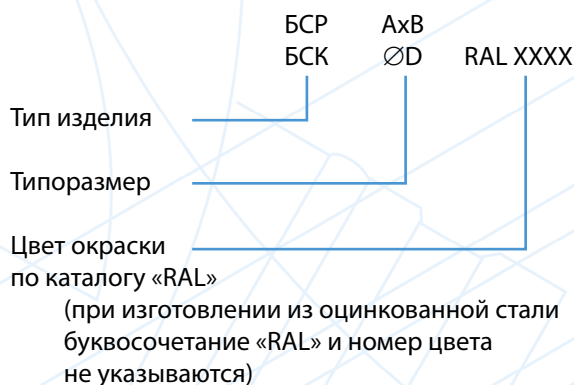 БСР АxВ
БСК ∅D RAL XXXX
Тип изделия
Типоразмер
Цвет окраски
по каталогу «RAL»
(при изготовлении из оцинкованной стали
буквосочетание «RAL» и номер цвета
не указываются)